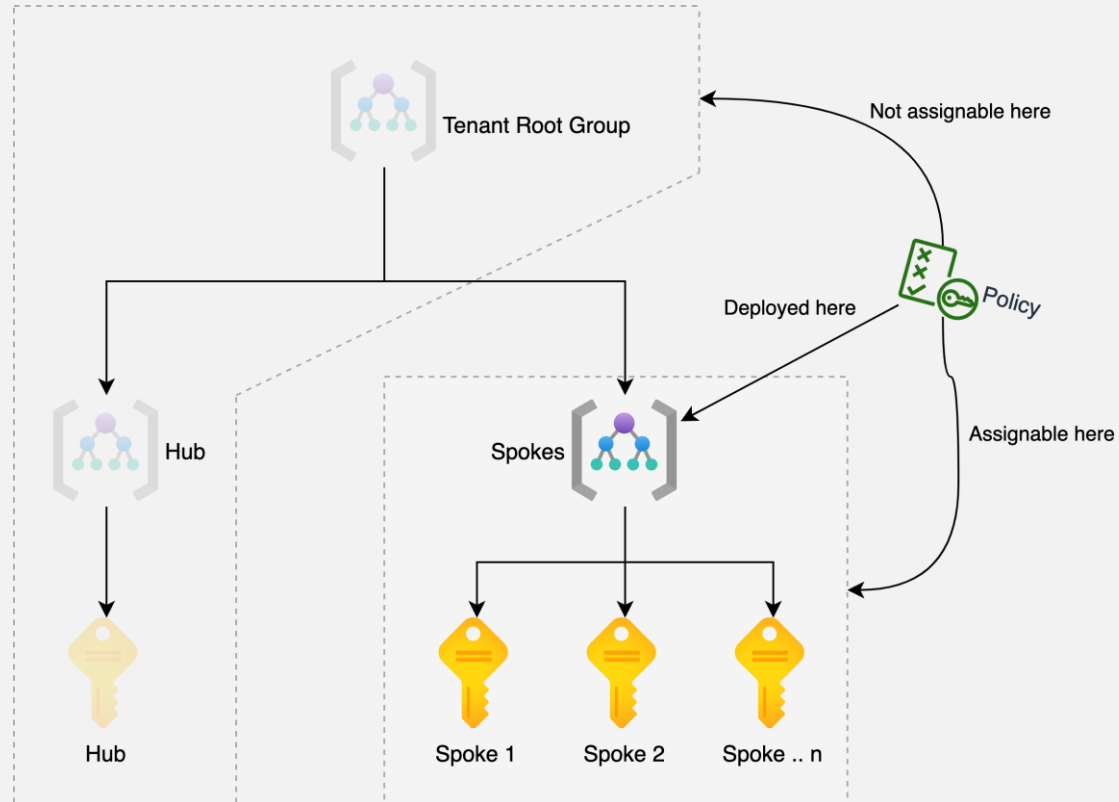 Tenant Root Group
Not assignable here
Policy
Deployed here
Assignable here
Hub
Spokes
Hub
Spoke 1
Spoke 2
Spoke .. n